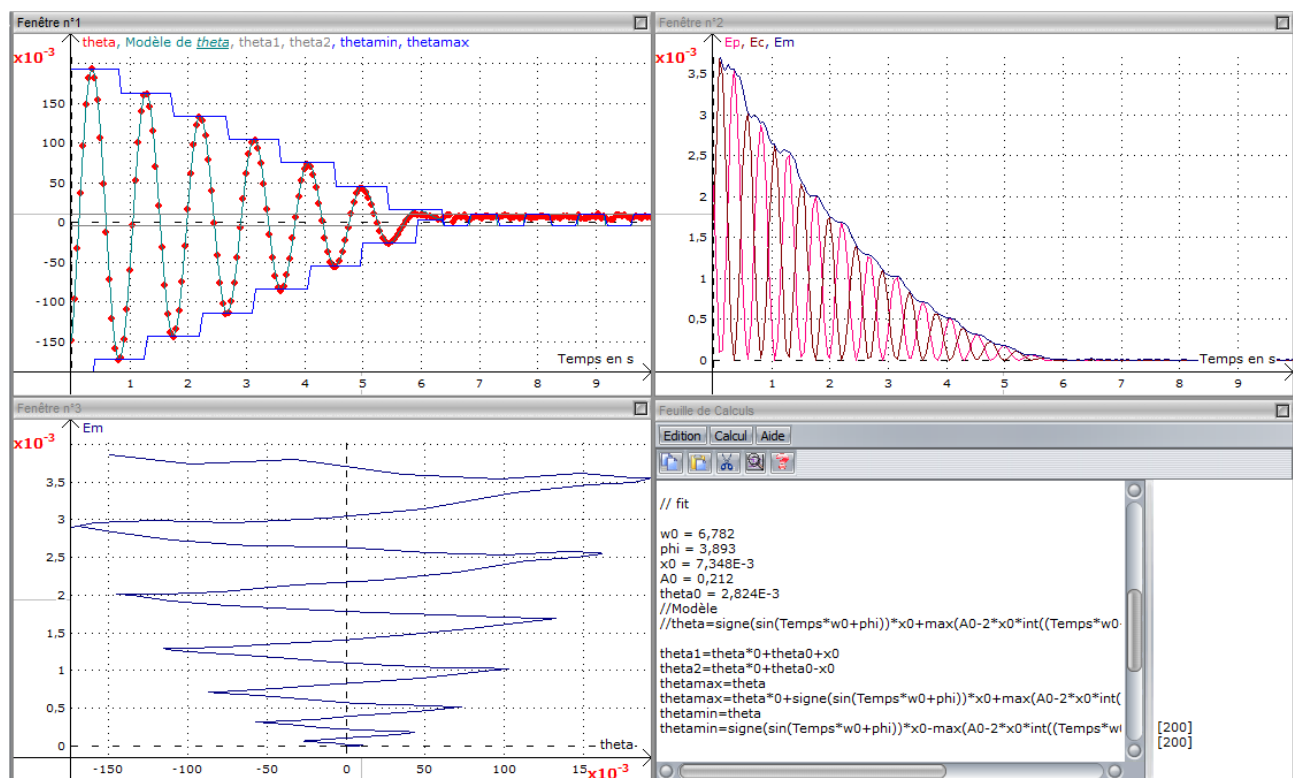 Fenêtre n°1
theta, Modèle de theta, theta1, theta2, thetamin, thetamax
x10-3
150
100
50
0
-50
-100
-150
Temps en s
1 2 3 4 5 6 7 8 9
Fenêtre n°2
Ep, Ec, Em
x10-3
3,5
3
2,5
2
1,5
1
0,5
0
Temps en s
1 2 3 4 5 6 7 8 9
Fenêtre n°3
Em
x10-3
3,5
3
2,5
2
1,5
1
0,5
0
theta
-150 -100 -50 0 50 100 15 x10-3
Feuille de Calculs
Edition Calcul Aide
// fit
w0 = 6,782
phi = 3,893
x0 = 7,348E-3
A0 = 0,212
theta0 = 2,824E-3
//Modèle
//theta=signe(sin(Temps*w0+phi))*x0+max(A0-2*x0*int((Temps*w0-
theta1=theta*0+theta0+x0
theta2=theta*0+theta0-x0
thetamax=theta
thetamax=theta*0+signe(sin(Temps*w0+phi))*x0+max(A0-2*x0*int(
thetamin=theta
thetamin=signe(sin(Temps*w0+phi))*x0-max(A0-2*x0*int((Temps*w
[200]
[200]